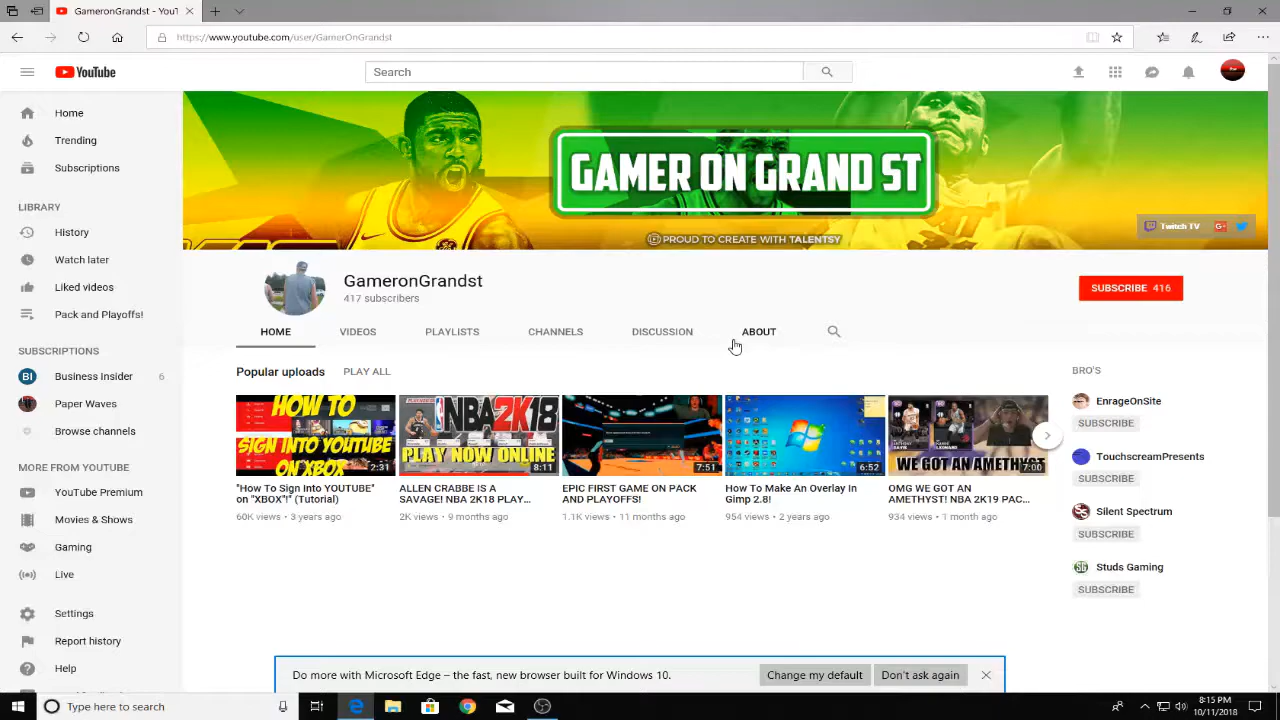 GamerOnGrandst - YouTu
https://www.youtube.com/user/GamerOnGrandst
YouTube
Search
Home
Trending
Subscriptions
LIBRARY
History
Watch later
Liked videos
Pack and Playoffs!
SUBSCRIPTIONS
BI Business Insider 6
Paper Waves
Browse channels
MORE FROM YOUTUBE
YouTube Premium
Movies & Shows
Gaming
Live
Settings
Report history
Help
GAMER ON GRAND ST
PROUD TO CREATE WITH TALENTSY
Twitch TV
GameronGrandst
417 subscribers
SUBSCRIBE 416
HOME VIDEOS PLAYLISTS CHANNELS DISCUSSION ABOUT
Popular uploads PLAY ALL
HOW TO
SIGN INTO YOUTUBE
ON XBOX
2:31
"How To Sign Into YOUTUBE"
on "XBOX"!" (Tutorial)
60K views • 3 years ago
NBA2K18
PLAY NOW ONLINE
8:11
ALLEN CRABBE IS A
SAVAGE! NBA 2K18 PLAY...
2K views • 9 months ago
7:51
EPIC FIRST GAME ON PACK
AND PLAYOFFS!
1.1K views • 11 months ago
6:52
How To Make An Overlay In
Gimp 2.8!
954 views • 2 years ago
WE GOT AN AMETHYST
7:00
OMG WE GOT AN
AMETHYST! NBA 2K19 PAC...
934 views • 1 month ago
BRO'S
EnrageOnSite
SUBSCRIBE
TouchscreamPresents
SUBSCRIBE
Silent Spectrum
SUBSCRIBE
Studs Gaming
SUBSCRIBE
Do more with Microsoft Edge – the fast, new browser built for Windows 10.
Change my default
Don't ask again
Type here to search
8:15 PM
10/11/2018